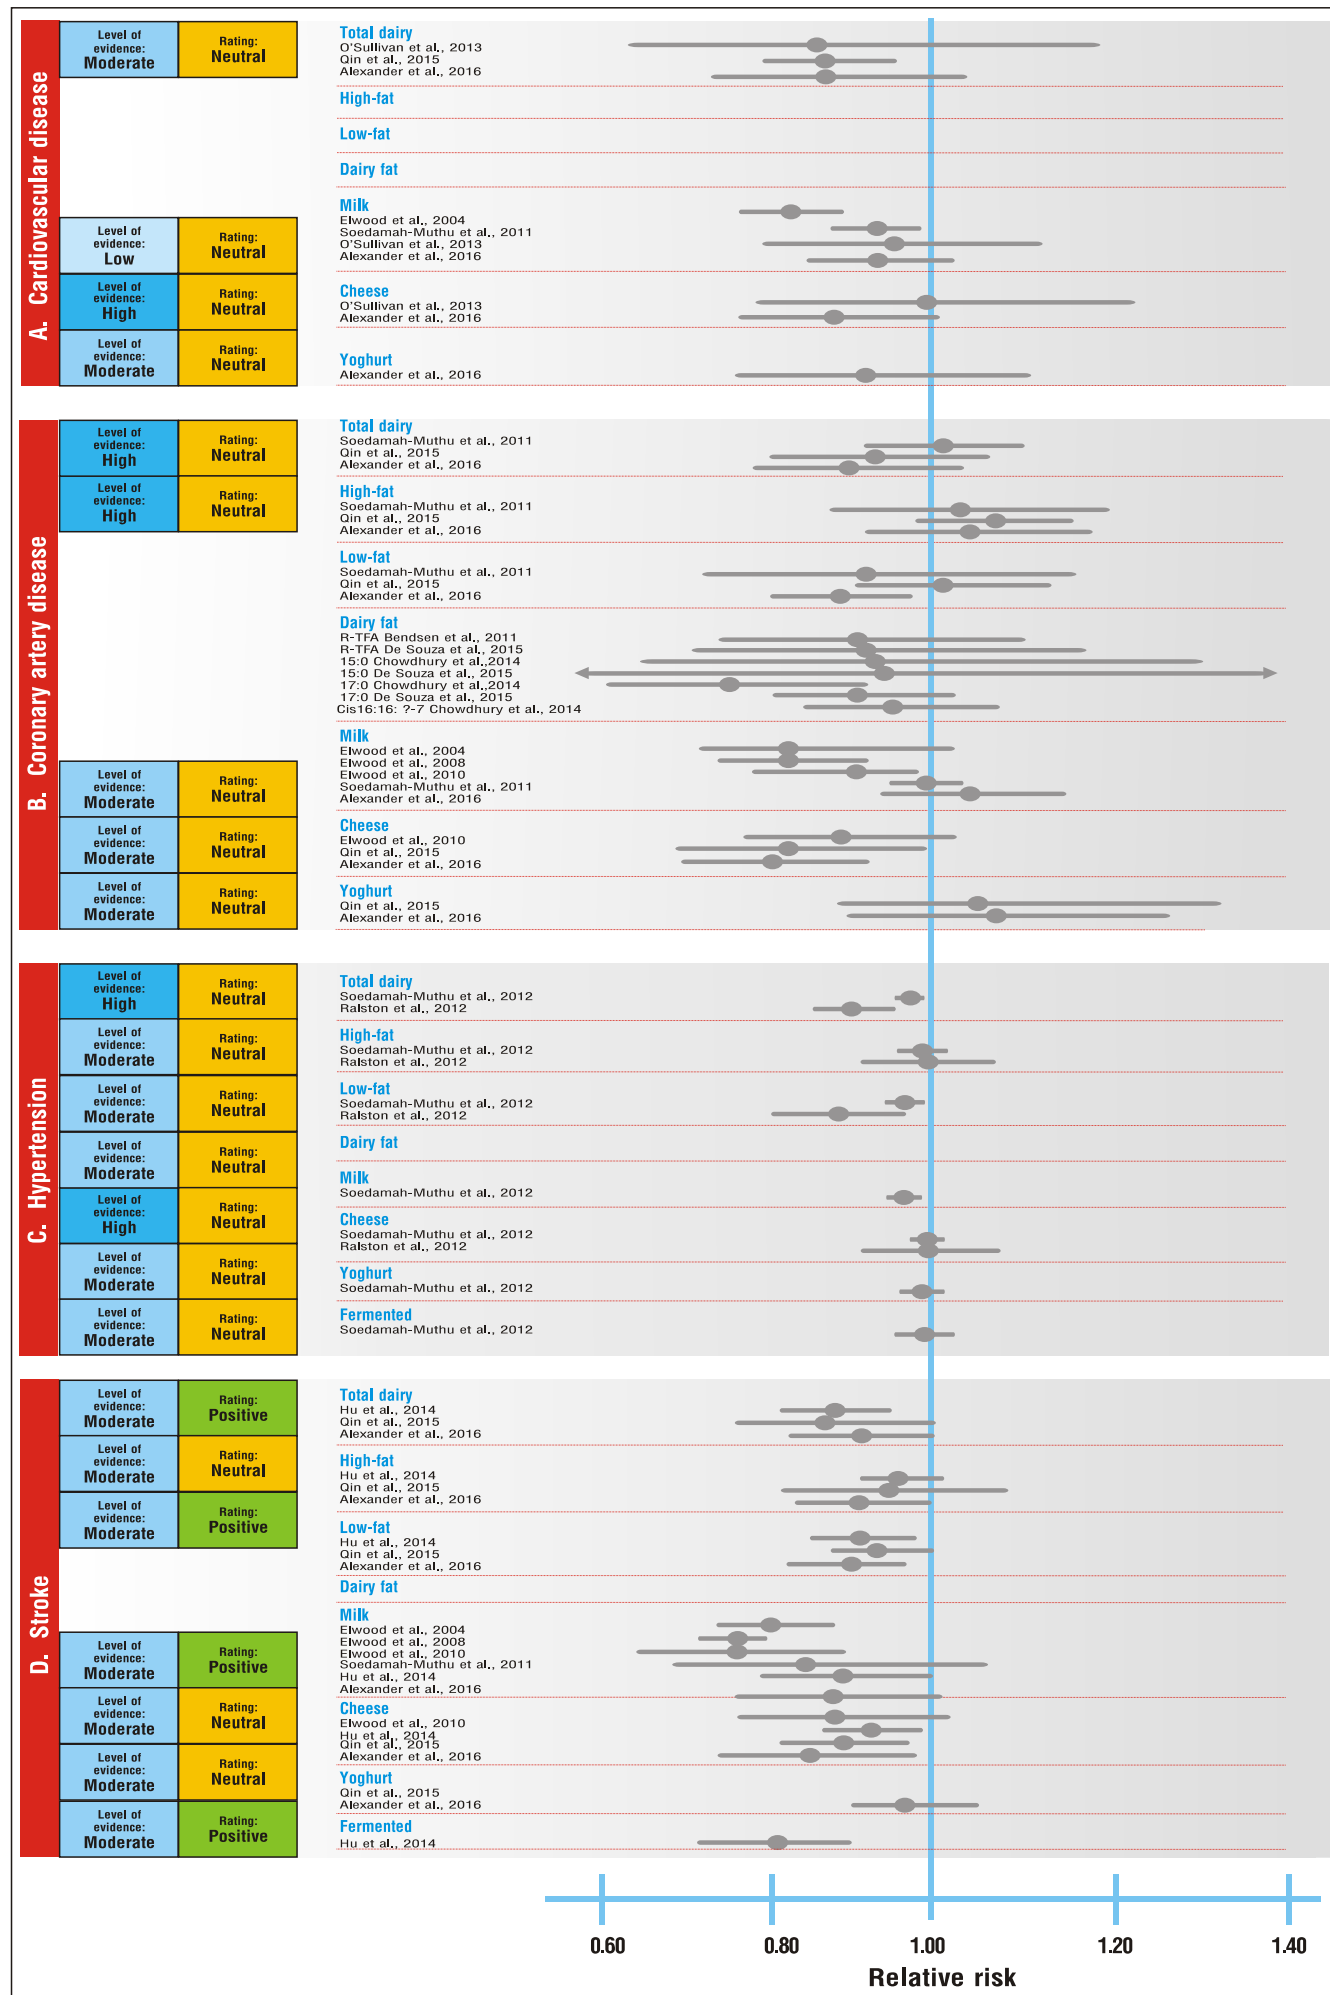 A. Cardiovascular disease
Level of
evidence:
Moderate
Rating:
Neutral
Total dairy
O'Sullivan et al., 2013
Qin et al., 2015
Alexander et al., 2016
High-fat
Low-fat
Dairy fat
Level of
evidence:
Low
Rating:
Neutral
Milk
Elwood et al., 2004
Soedamah-Muthu et al., 2011
O'Sullivan et al., 2013
Alexander et al., 2016
Level of
evidence:
High
Rating:
Neutral
Cheese
O'Sullivan et al., 2013
Alexander et al., 2016
Level of
evidence:
Moderate
Rating:
Neutral
Yoghurt
Alexander et al., 2016
B. Coronary artery disease
Level of
evidence:
High
Rating:
Neutral
Total dairy
Soedamah-Muthu et al., 2011
Qin et al., 2015
Alexander et al., 2016
Level of
evidence:
High
Rating:
Neutral
High-fat
Soedamah-Muthu et al., 2011
Qin et al., 2015
Alexander et al., 2016
Low-fat
Soedamah-Muthu et al., 2011
Qin et al., 2015
Alexander et al., 2016
Dairy fat
R-TFA Bendsen et al., 2011
R-TFA De Souza et al., 2015
15:0 Chowdhury et al.,2014
15:0 De Souza et al., 2015
17:0 Chowdhury et al.,2014
17:0 De Souza et al., 2015
Cis16:16: ?-7 Chowdhury et al., 2014
Level of
evidence:
Moderate
Rating:
Neutral
Milk
Elwood et al., 2004
Elwood et al., 2008
Elwood et al., 2010
Soedamah-Muthu et al., 2011
Alexander et al., 2016
Level of
evidence:
Moderate
Rating:
Neutral
Cheese
Elwood et al., 2010
Qin et al., 2015
Alexander et al., 2016
Level of
evidence:
Moderate
Rating:
Neutral
Yoghurt
Qin et al., 2015
Alexander et al., 2016
C. Hypertension
Level of
evidence:
High
Rating:
Neutral
Total dairy
Soedamah-Muthu et al., 2012
Ralston et al., 2012
Level of
evidence:
Moderate
Rating:
Neutral
High-fat
Soedamah-Muthu et al., 2012
Ralston et al., 2012
Level of
evidence:
Moderate
Rating:
Neutral
Low-fat
Soedamah-Muthu et al., 2012
Ralston et al., 2012
Level of
evidence:
Moderate
Rating:
Neutral
Dairy fat
Level of
evidence:
High
Rating:
Neutral
Milk
Soedamah-Muthu et al., 2012
Level of
evidence:
Moderate
Rating:
Neutral
Cheese
Soedamah-Muthu et al., 2012
Ralston et al., 2012
Level of
evidence:
Moderate
Rating:
Neutral
Yoghurt
Soedamah-Muthu et al., 2012
Fermented
Soedamah-Muthu et al., 2012
D. Stroke
Level of
evidence:
Moderate
Rating:
Positive
Total dairy
Hu et al., 2014
Qin et al., 2015
Alexander et al., 2016
Level of
evidence:
Moderate
Rating:
Neutral
High-fat
Hu et al., 2014
Qin et al., 2015
Alexander et al., 2016
Level of
evidence:
Moderate
Rating:
Positive
Low-fat
Hu et al., 2014
Qin et al., 2015
Alexander et al., 2016
Dairy fat
Level of
evidence:
Moderate
Rating:
Positive
Milk
Elwood et al., 2004
Elwood et al., 2008
Elwood et al., 2010
Soedamah-Muthu et al., 2011
Hu et al., 2014
Alexander et al., 2016
Level of
evidence:
Moderate
Rating:
Neutral
Cheese
Elwood et al., 2010
Hu et al., 2014
Qin et al., 2015
Alexander et al., 2016
Level of
evidence:
Moderate
Rating:
Neutral
Yoghurt
Qin et al., 2015
Alexander et al., 2016
Level of
evidence:
Moderate
Rating:
Positive
Fermented
Hu et al., 2014
0.60 0.80 1.00 1.20 1.40
Relative risk